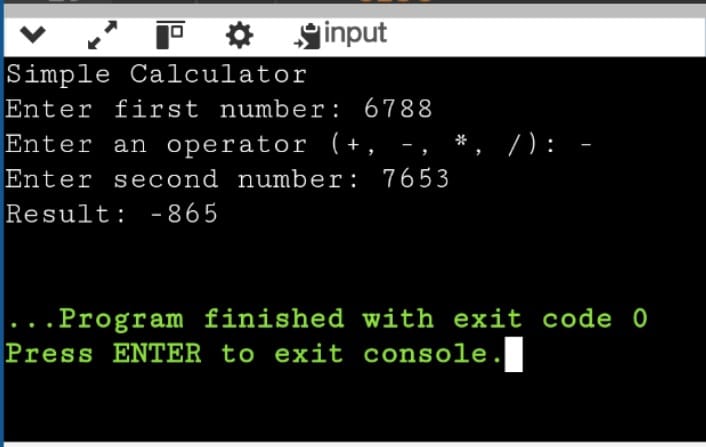 input
Simple Calculator
Enter first number: 6788
Enter an operator (+, -, *, /): -
Enter second number: 7653
Result: -865
...Program finished with exit code 0
Press ENTER to exit console.